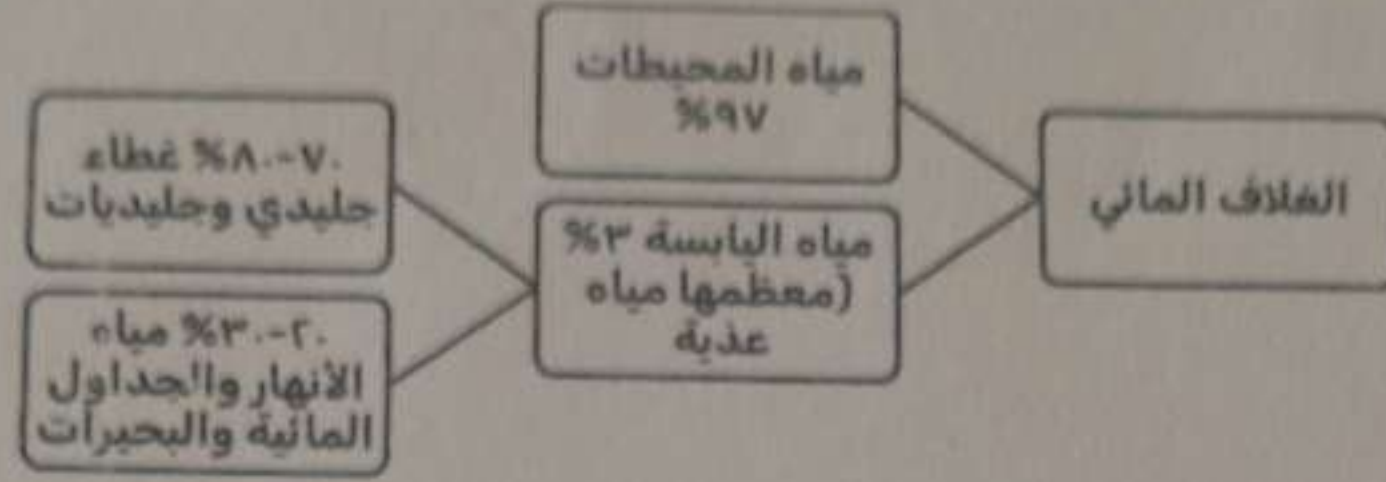 الغلاف المائي
مياه المحيطات
%٩٧
مياه اليابسة ٣%
(معظمها مياه
عذبة
٧٠-٨٠% غطاء
جليدي وجليديات
٢٠-٣٠% مياه
الأنهار والجداول
المائية والبحيرات